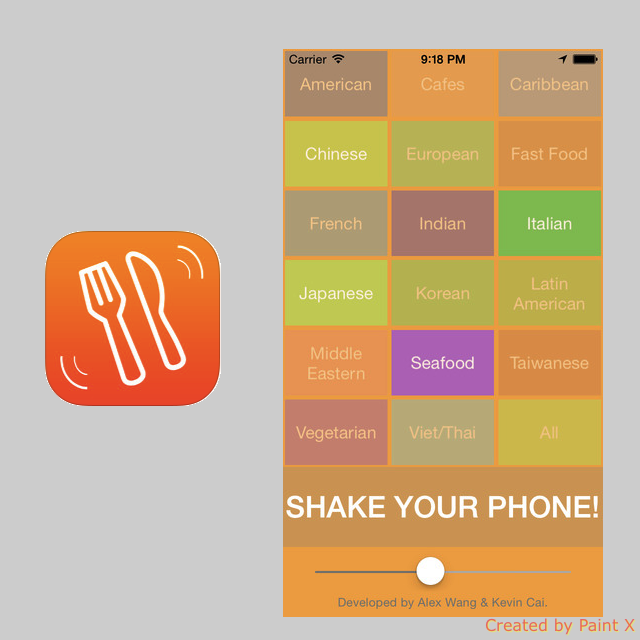 Carrier 9:18 PM
American Cafes Caribbean
Chinese European Fast Food
French Indian Italian
Japanese Korean Latin
American
Middle
Eastern Seafood Taiwanese
Vegetarian Viet/Thai All
SHAKE YOUR PHONE!
Developed by Alex Wang & Kevin Cai.
Created by Paint X